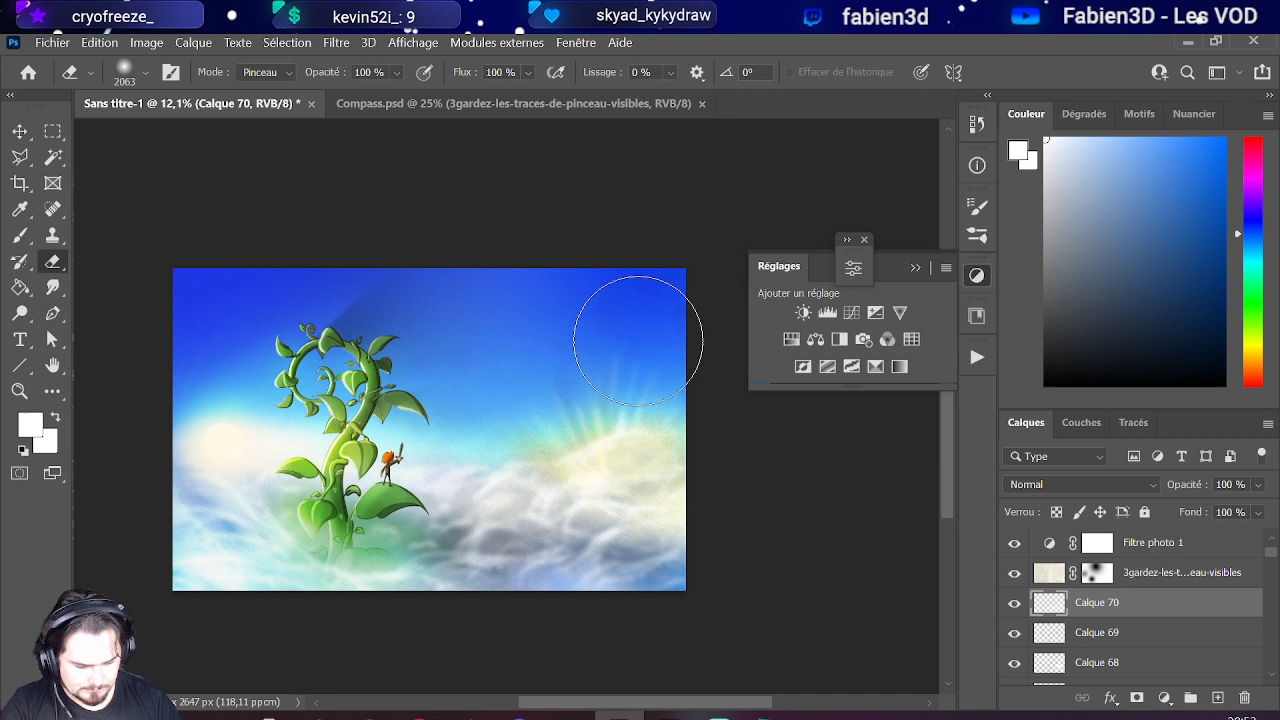 cryofreeze_
kevin52i_: 9
skyad_kykydraw
fabien3d
Fabien3D - Les VOD
Ps Fichier Edition Image Calque Texte Sélection Filtre 3D Affichage Modules externes Fenêtre Aide
2063 Mode : Pinceau Opacité : 100 % Flux : 100 % Lissage : 0 % 0° Effacer de l'historique
Sans titre-1 @ 12,1% (Calque 70, RVB/8) * Compass.psd @ 25% (3gardez-les-traces-de-pinceau-visibles, RVB/8)
Couleur Dégradés Motifs Nuancier
Réglages
Ajouter un réglage
Calques Couches Tracés
Type
Normal Opacité : 100 %
Verrou : Fond : 100 %
Filtre photo 1
3gardez-les-t...eau-visibles
Calque 70
Calque 69
Calque 68
x 2647 px (118,11 ppcm)
fx